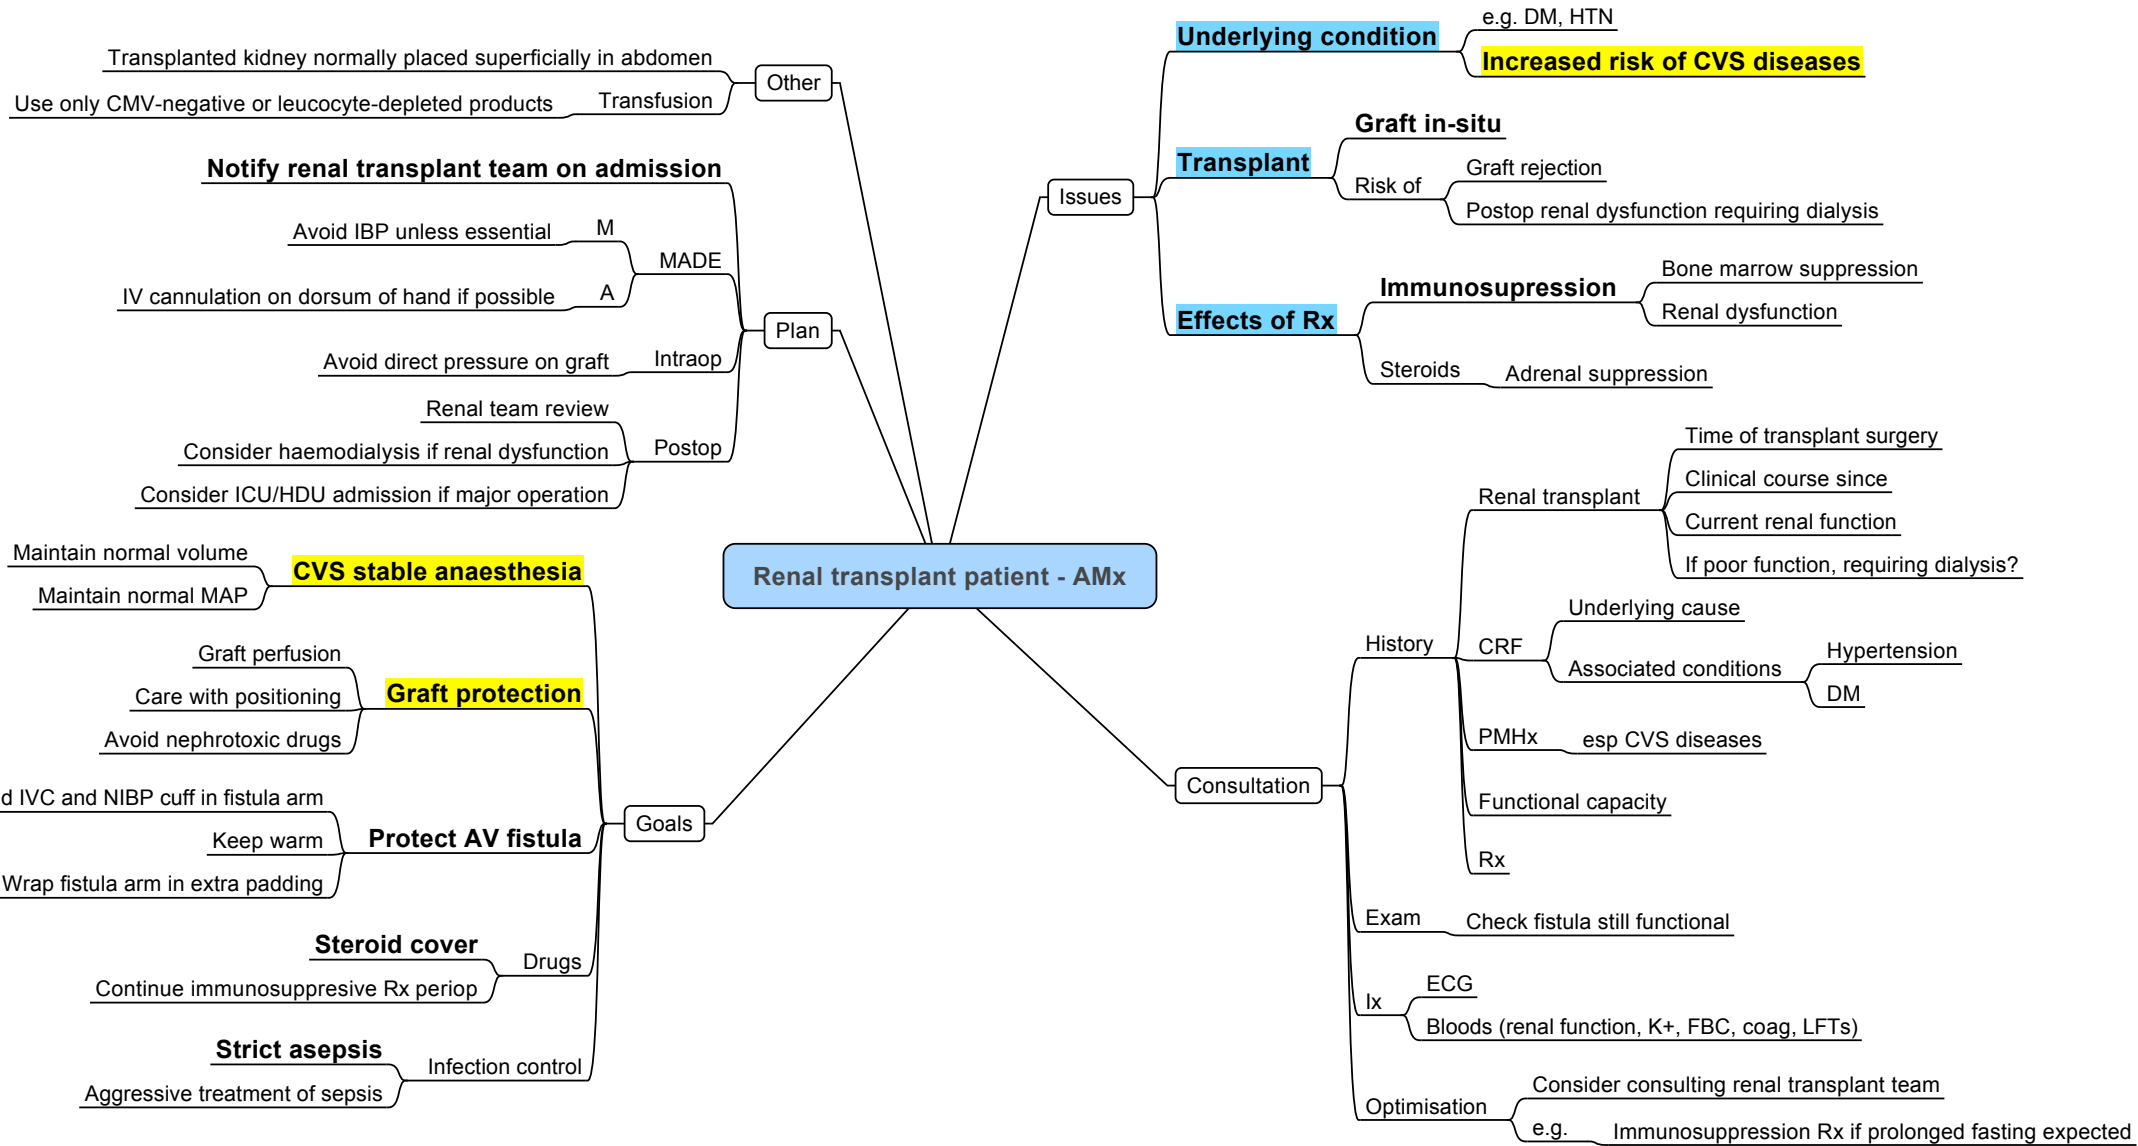 Renal transplant patient - AMx
Issues
Underlying condition
e.g. DM, HTN
Increased risk of CVS diseases
Transplant
Graft in-situ
Risk of
Graft rejection
Postop renal dysfunction requiring dialysis
Effects of Rx
Immunosupression
Bone marrow suppression
Renal dysfunction
Steroids
Adrenal suppression
Consultation
History
Renal transplant
Time of transplant surgery
Clinical course since
Current renal function
If poor function, requiring dialysis?
CRF
Underlying cause
Associated conditions
Hypertension
DM
PMHx
esp CVS diseases
Functional capacity
Rx
Exam
Check fistula still functional
Ix
ECG
Bloods (renal function, K+, FBC, coag, LFTs)
Optimisation
Consider consulting renal transplant team
e.g.
Immunosuppression Rx if prolonged fasting expected
Other
Transplanted kidney normally placed superficially in abdomen
Transfusion
Use only CMV-negative or leucocyte-depleted products
Plan
Notify renal transplant team on admission
MADE
M
Avoid IBP unless essential
A
IV cannulation on dorsum of hand if possible
Intraop
Avoid direct pressure on graft
Postop
Renal team review
Consider haemodialysis if renal dysfunction
Consider ICU/HDU admission if major operation
Goals
CVS stable anaesthesia
Maintain normal volume
Maintain normal MAP
Graft protection
Graft perfusion
Care with positioning
Avoid nephrotoxic drugs
Protect AV fistula
d IVC and NIBP cuff in fistula arm
Keep warm
Wrap fistula arm in extra padding
Drugs
Steroid cover
Continue immunosuppresive Rx periop
Infection control
Strict asepsis
Aggressive treatment of sepsis